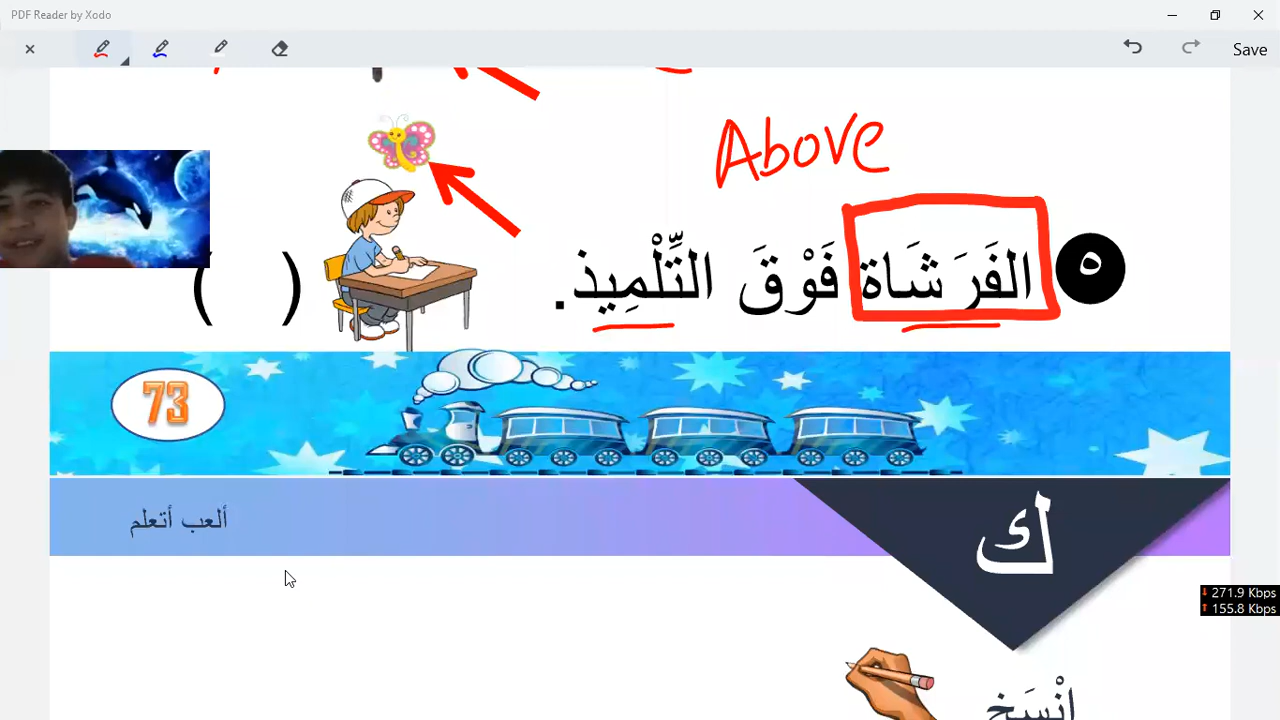 PDF Reader by Xodo
Save
Above
٥ الفَرَشَاة فَوْقَ التِّلْمِيذ. ( )
73
ك
ألعب أتعلم
271.9 Kbps
155.8 Kbps
اِنْسَخ